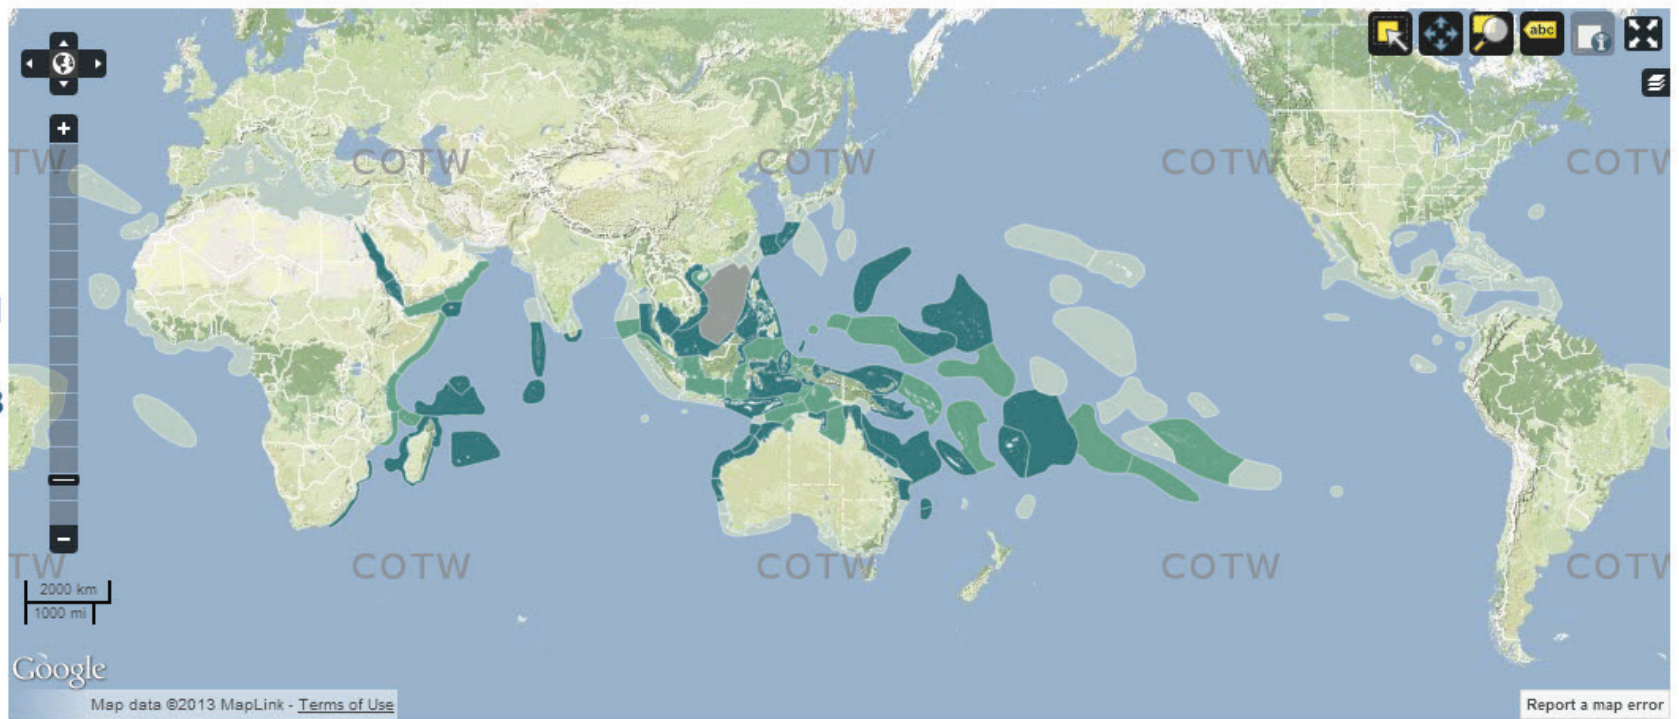 abc
TW COTW COTW COTW COTW
TW COTW COTW COTW COTW
2000 km
1000 mi
Google
Map data ©2013 MapLink - Terms of Use
Report a map error